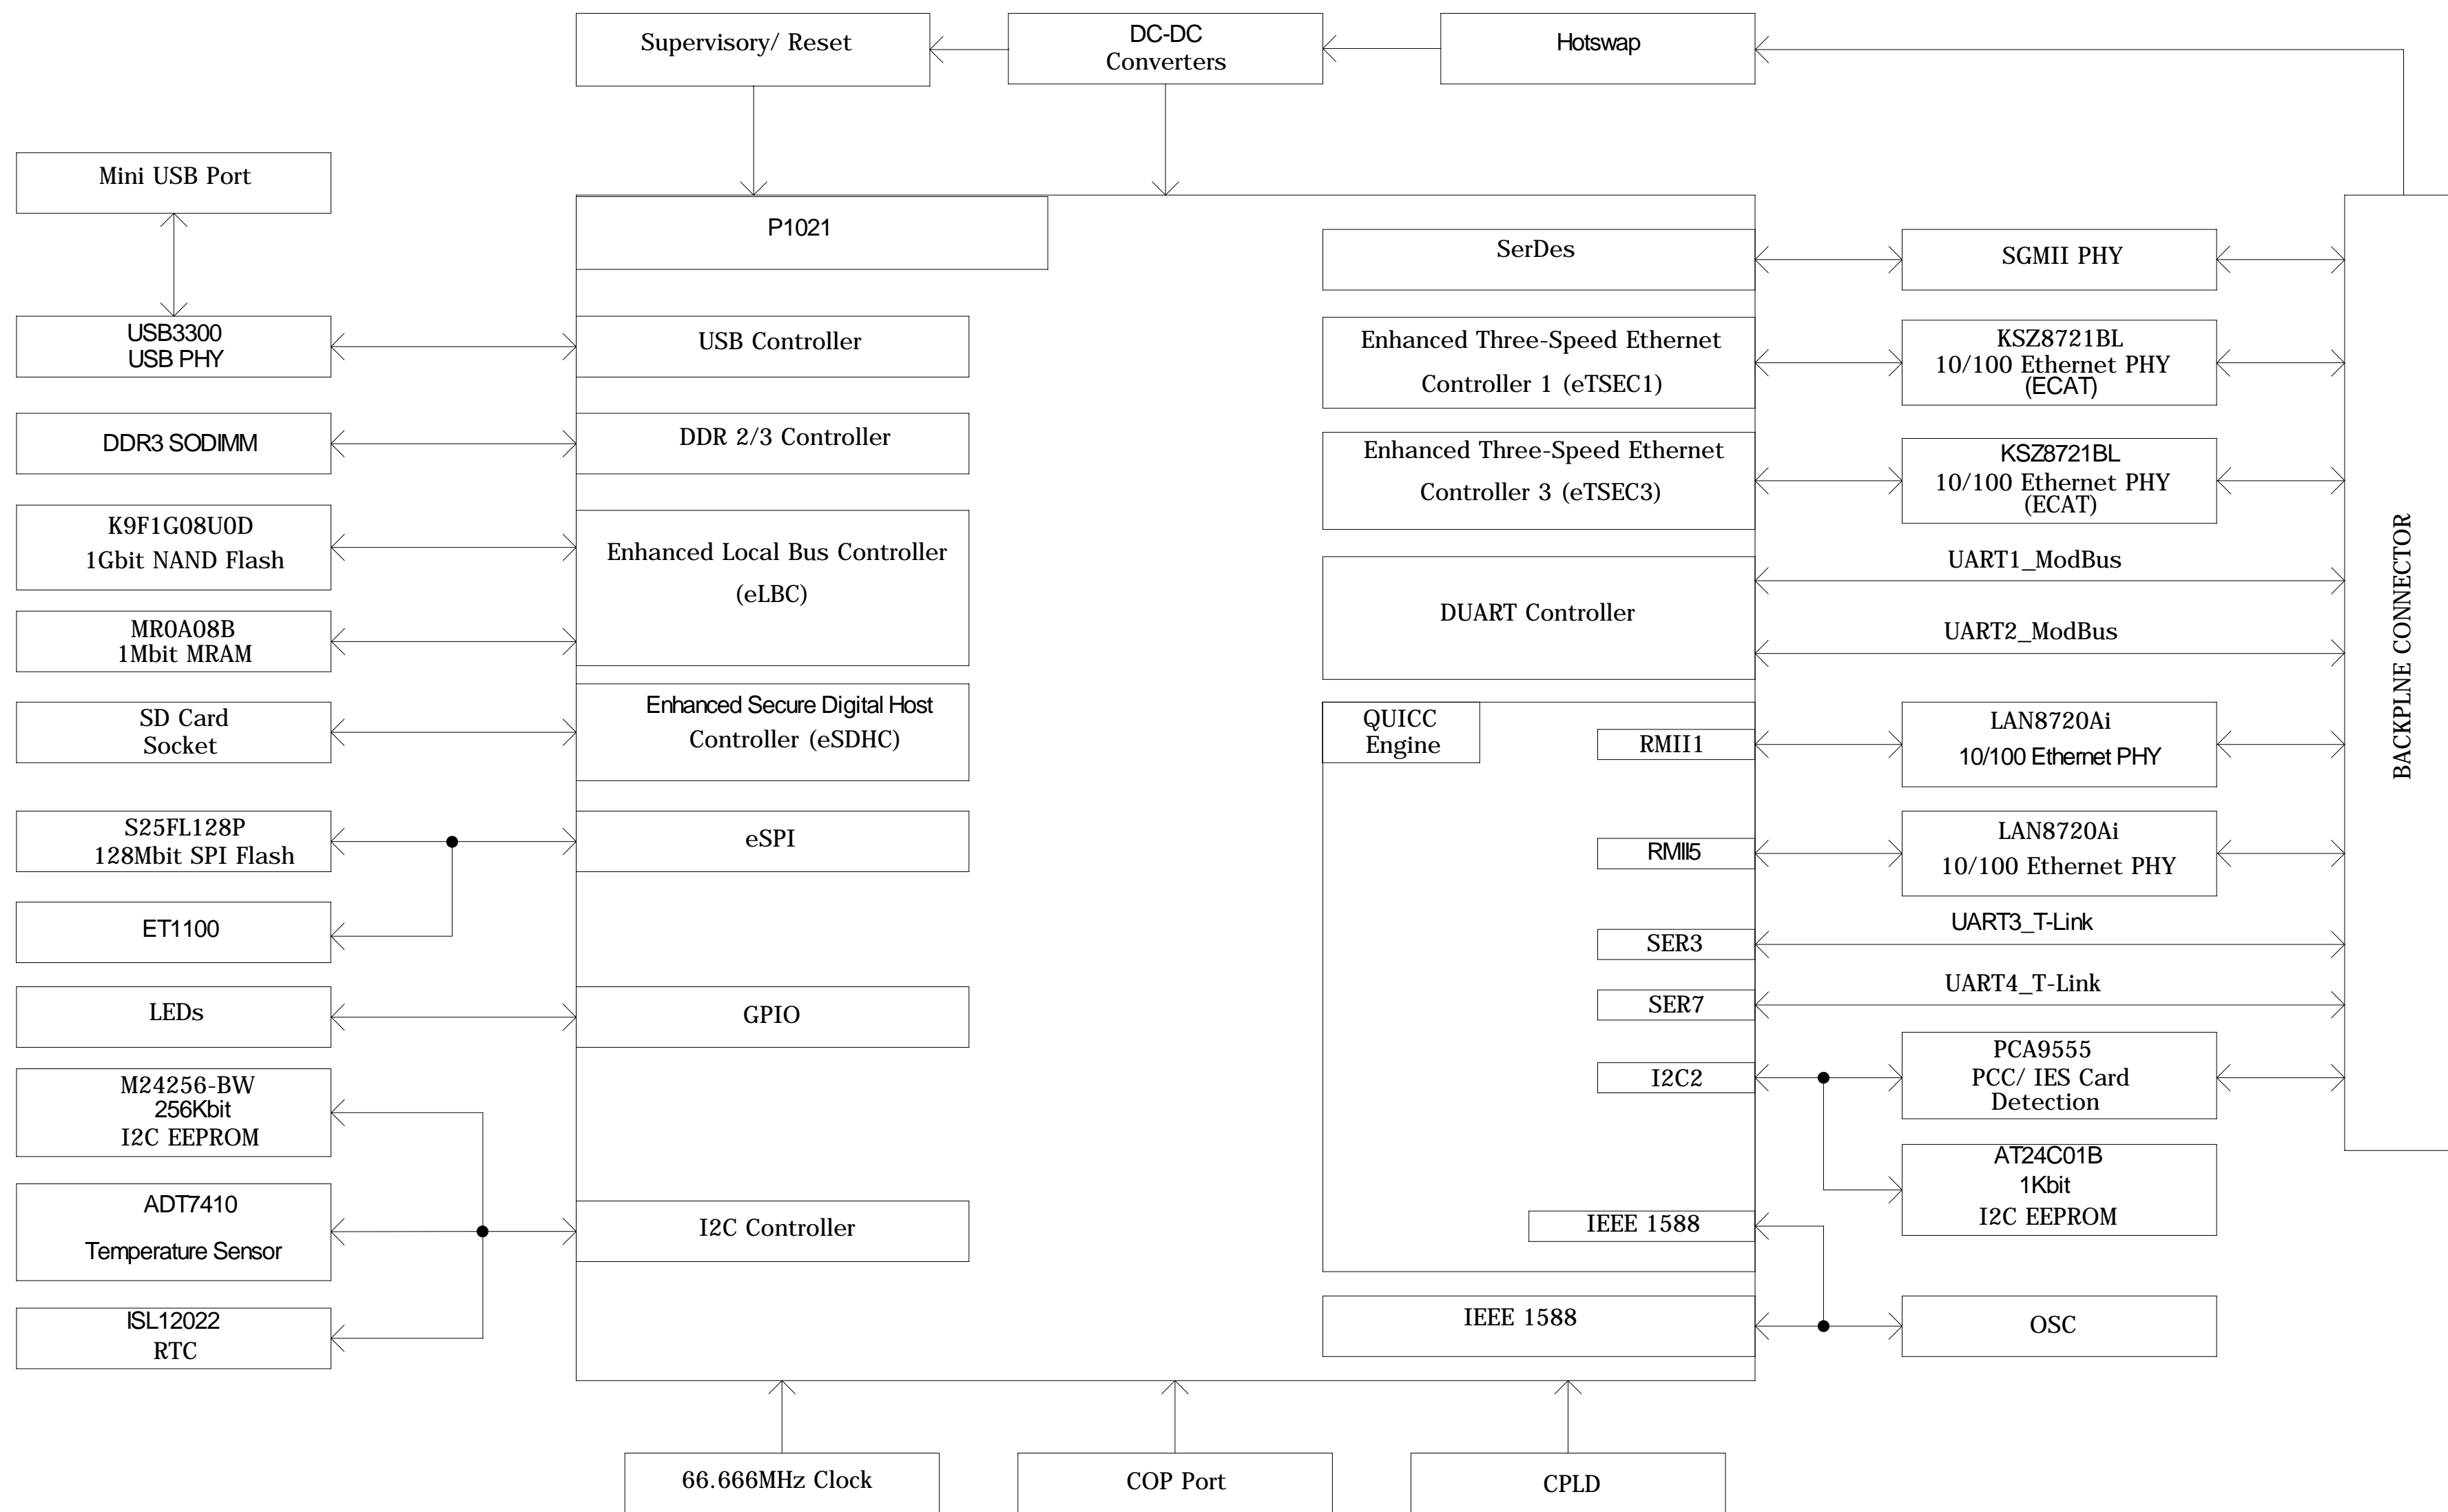 Supervisory/ Reset
DC-DC
Converters
Hotswap
Mini USB Port
P1021
USB3300
USB PHY
USB Controller
DDR3 SODIMM
DDR 2/3 Controller
K9F1G08U0D
1Gbit NAND Flash
Enhanced Local Bus Controller
(eLBC)
MR0A08B
1Mbit MRAM
SD Card
Socket
Enhanced Secure Digital Host
Controller (eSDHC)
S25FL128P
128Mbit SPI Flash
eSPI
ET1100
LEDs
GPIO
M24256-BW
256Kbit
I2C EEPROM
ADT7410
Temperature Sensor
I2C Controller
ISL12022
RTC
SerDes
SGMII PHY
Enhanced Three-Speed Ethernet
Controller 1 (eTSEC1)
KSZ8721BL
10/100 Ethernet PHY
(ECAT)
Enhanced Three-Speed Ethernet
Controller 3 (eTSEC3)
KSZ8721BL
10/100 Ethernet PHY
(ECAT)
DUART Controller
UART1_ModBus
UART2_ModBus
QUICC
Engine
RMII1
LAN8720Ai
10/100 Ethernet PHY
RMII5
LAN8720Ai
10/100 Ethernet PHY
SER3
UART3_T-Link
SER7
UART4_T-Link
I2C2
PCA9555
PCC/ IES Card
Detection
AT24C01B
1Kbit
I2C EEPROM
IEEE 1588
IEEE 1588
OSC
BACKPLNE CONNECTOR
66.666MHz Clock
COP Port
CPLD